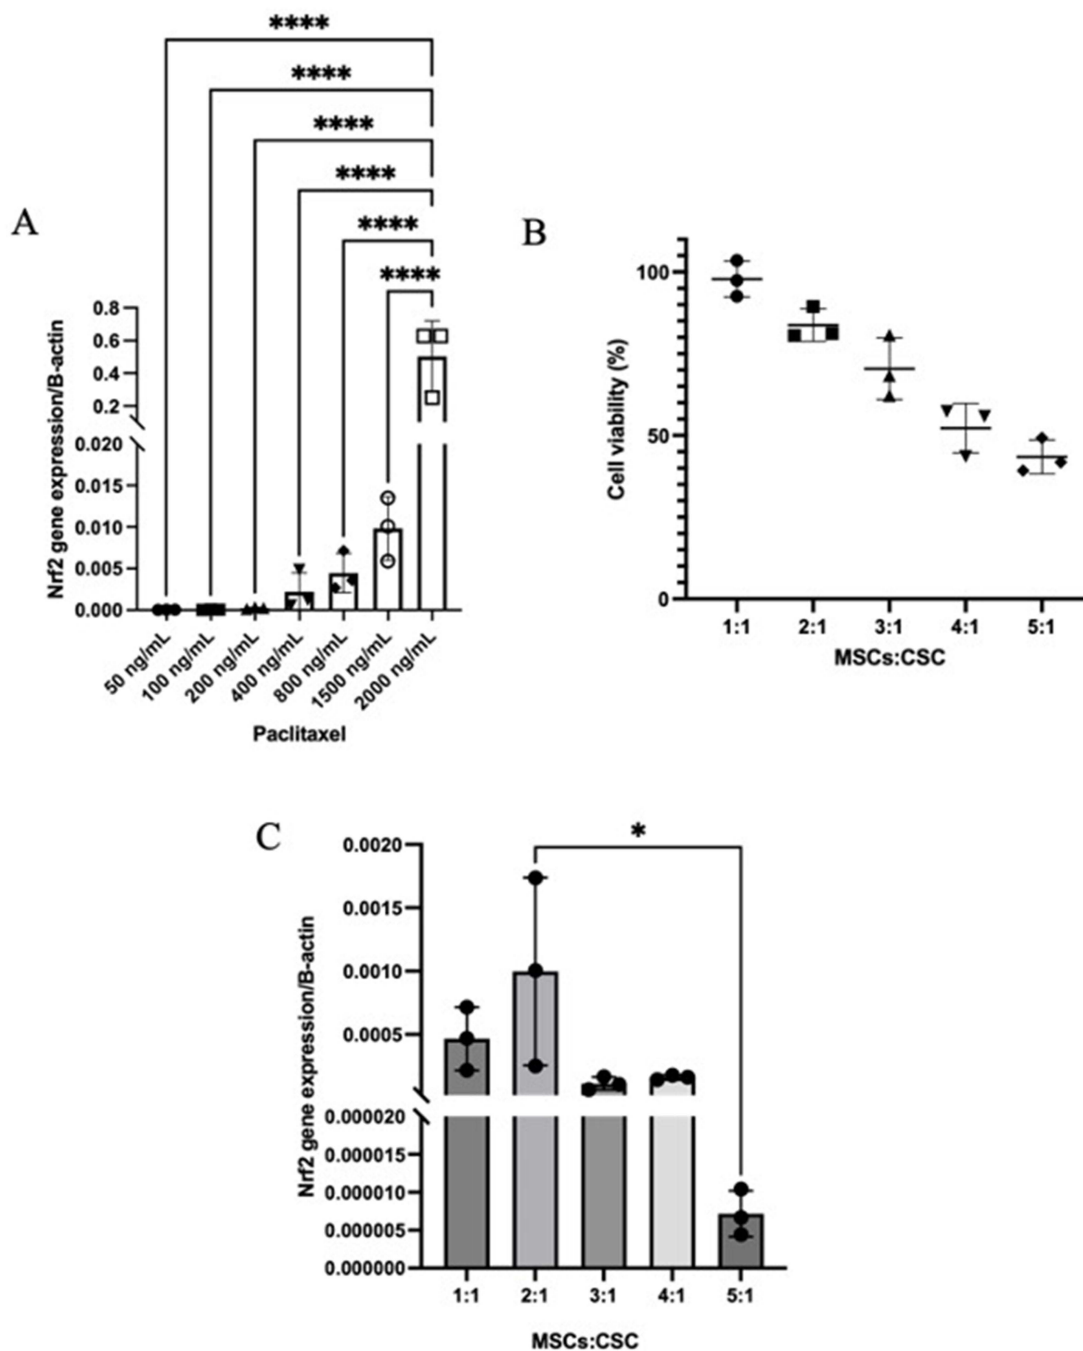 ****
****
****
****
****
****
A
0.8
0.6
0.4
0.2
0.020
0.015
0.010
0.005
0.000
Nrf2 gene expression/B-actin
50 ng/mL
100 ng/mL
200 ng/mL
400 ng/mL
800 ng/mL
1500 ng/mL
2000 ng/mL
Paclitaxel
B
100
50
0
Cell viability (%)
1:1 2:1 3:1 4:1 5:1
MSCs:CSC
C
*
0.0020
0.0015
0.0010
0.0005
0.000020
0.000015
0.000010
0.000005
0.000000
Nrf2 gene expression/B-actin
1:1 2:1 3:1 4:1 5:1
MSCs:CSC